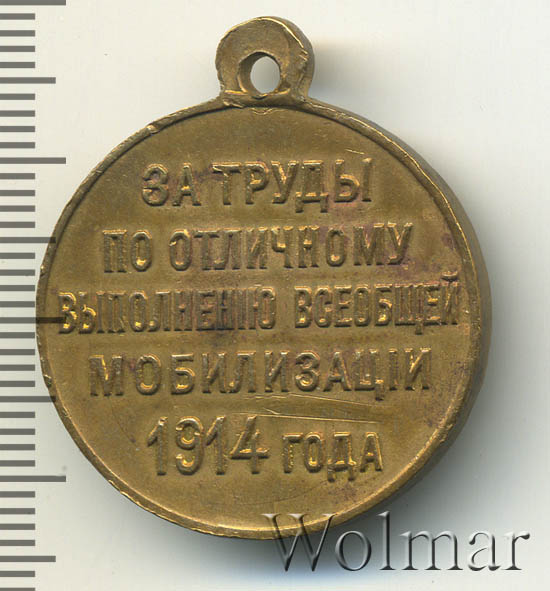 ЗА ТРУДЫ
ПО ОТЛИЧНОМУ
ВЫПОЛНЕНІЮ ВСЕОБЩЕЙ
МОБИЛИЗАЦІИ
1914 ГОДА
Wolmar